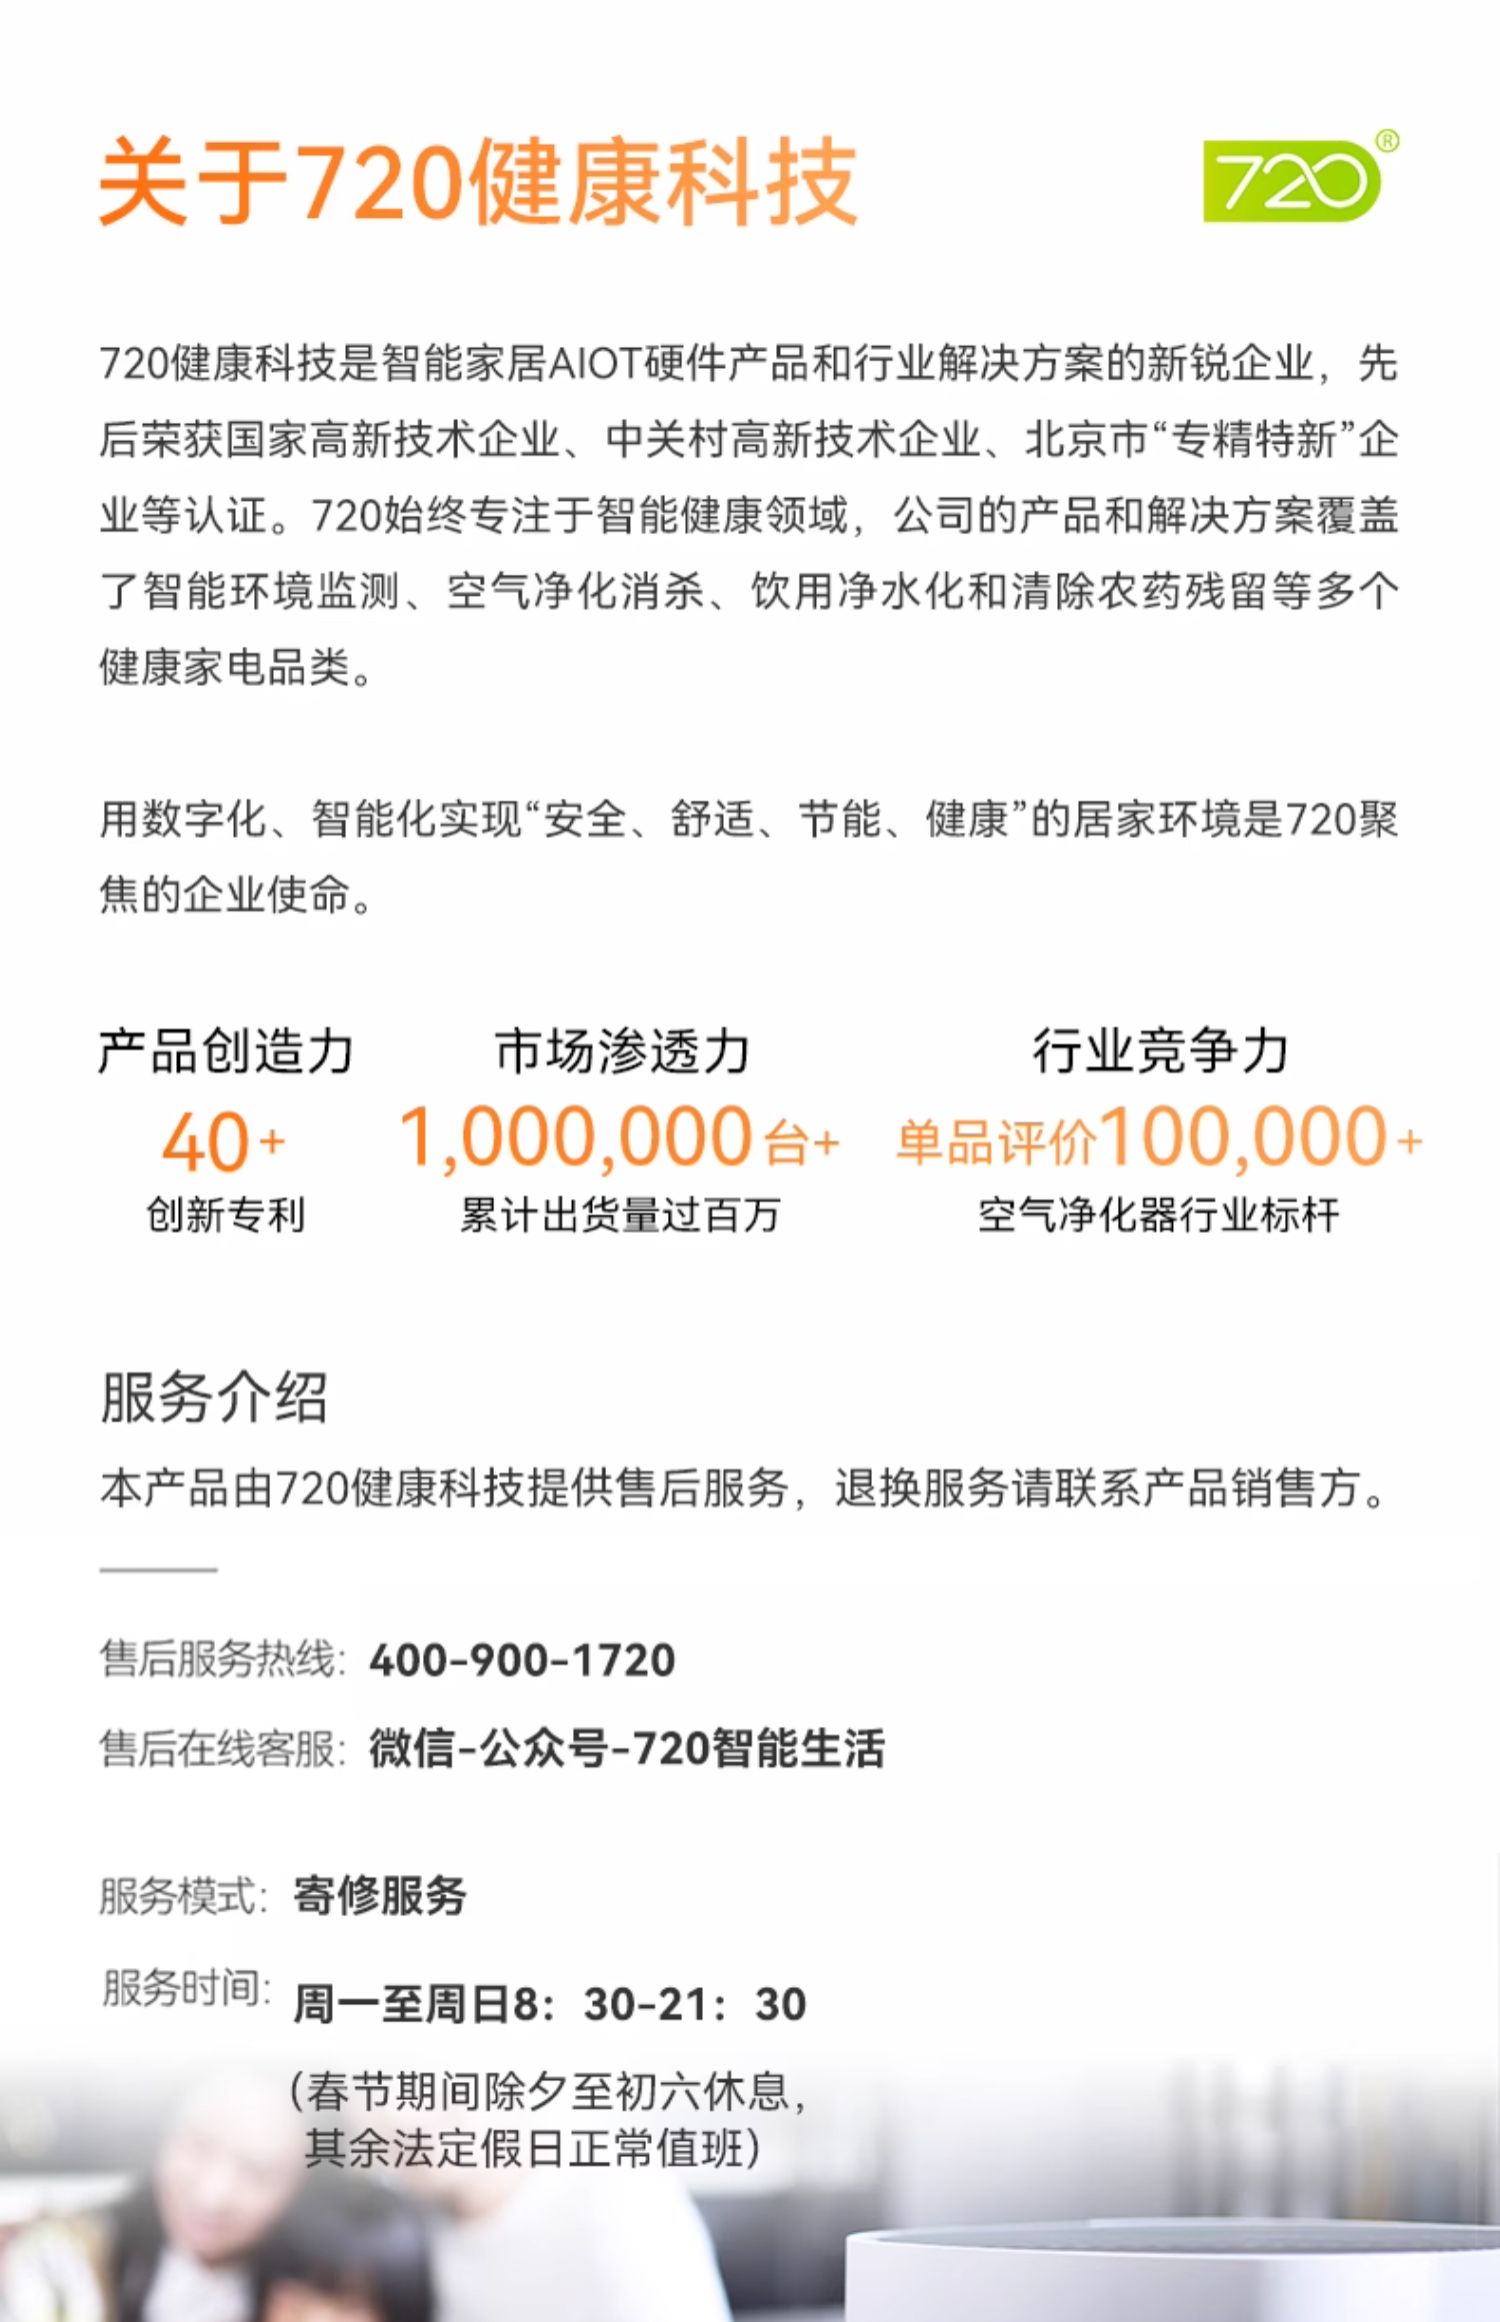 关于720健康科技
720®
720健康科技是智能家居AIOT硬件产品和行业解决方案的新锐企业，先
后荣获国家高新技术企业、中关村高新技术企业、北京市“专精特新”企
业等认证。720始终专注于智能健康领域，公司的产品和解决方案覆盖
了智能环境监测、空气净化消杀、饮用净水化和清除农药残留等多个
健康家电品类。
用数字化、智能化实现“安全、舒适、节能、健康”的居家环境是720聚
焦的企业使命。
产品创造力
40+
创新专利
市场渗透力
1,000,000台+
累计出货量过百万
行业竞争力
单品评价100,000+
空气净化器行业标杆
服务介绍
本产品由720健康科技提供售后服务，退换服务请联系产品销售方。
售后服务热线：400-900-1720
售后在线客服：微信-公众号-720智能生活
服务模式：寄修服务
服务时间：周一至周日8：30-21：30
（春节期间除夕至初六休息，
其余法定假日正常值班）